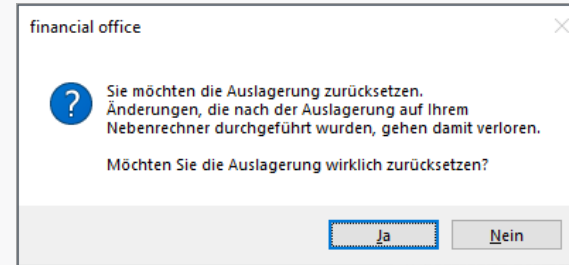 financial office
Sie möchten die Auslagerung zurücksetzen.
Änderungen, die nach der Auslagerung auf Ihrem
Nebenrechner durchgeführt wurden, gehen damit verloren.
Möchten Sie die Auslagerung wirklich zurücksetzen?
Ja
Nein